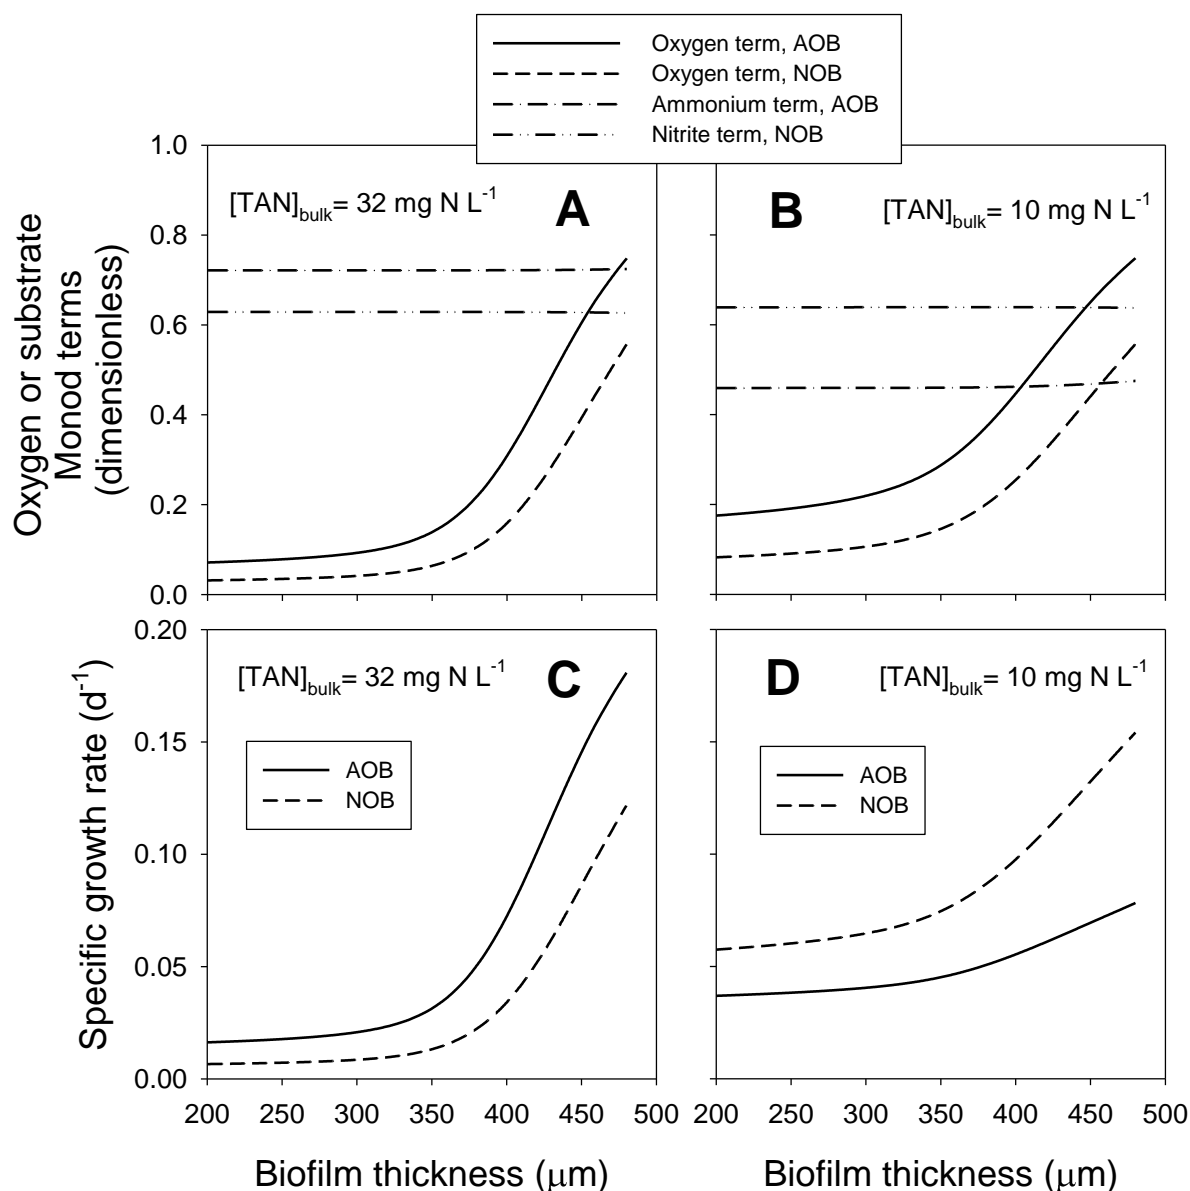 Oxygen term, AOB
Oxygen term, NOB
Ammonium term, AOB
Nitrite term, NOB
Oxygen or substrate
Monod terms
(dimensionless)
1.0
0.8
0.6
0.4
0.2
0.0
[TAN]bulk= 32 mg N L-1
A
B
[TAN]bulk= 10 mg N L-1
Specific growth rate (d-1)
0.20
0.15
0.10
0.05
0.00
[TAN]bulk= 32 mg N L-1
C
AOB
NOB
D
[TAN]bulk= 10 mg N L-1
AOB
NOB
200 250 300 350 400 450 500
200 250 300 350 400 450 500
Biofilm thickness (μm)
Biofilm thickness (μm)